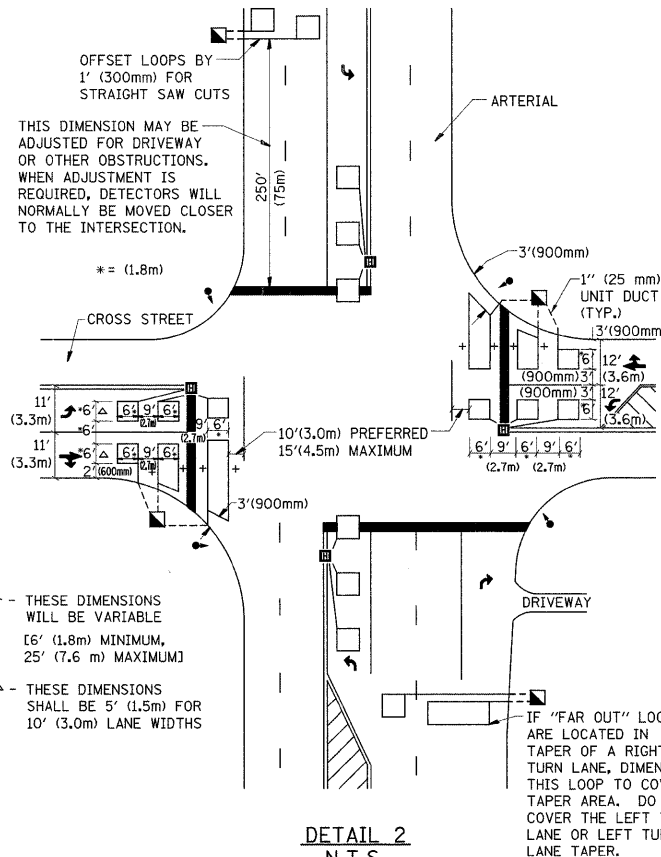 OFFSET LOOPS BY
1' (300mm) FOR
STRAIGHT SAW CUTS
ARTERIAL
THIS DIMENSION MAY BE
ADJUSTED FOR DRIVEWAY
OR OTHER OBSTRUCTIONS.
WHEN ADJUSTMENT IS
REQUIRED, DETECTORS WILL
NORMALLY BE MOVED CLOSER
TO THE INTERSECTION.
250'
(75m)
* = (1.8m)
3'(900mm)
1" (25 mm)
UNIT DUCT
(TYP.)
CROSS STREET
3'(900mm
6'
*
12'
(3.6m)
(900mm) 3'
(900mm) 3'
12'
6'
*
(3.6m)
11'
(3.3m)
*6'
6'
*
9'
(2.7m)
6'
*
*6'
9'
(2.7m)
6'
*
11'
(3.3m)
*6'
6'
*
9'
(2.7m)
6'
*
2' (600mm)
10'(3.0m) PREFERRED
15'(4.5m) MAXIMUM
6' 9' 6' 9' 6'
* * *
(2.7m) (2.7m)
3'(900mm)
- THESE DIMENSIONS
WILL BE VARIABLE
[6' (1.8m) MINIMUM,
25' (7.6 m) MAXIMUM]
DRIVEWAY
- THESE DIMENSIONS
SHALL BE 5' (1.5m) FOR
10' (3.0m) LANE WIDTHS
IF "FAR OUT" LOO
ARE LOCATED IN
TAPER OF A RIGHT
TURN LANE, DIMEN
THIS LOOP TO COV
TAPER AREA. DO
COVER THE LEFT T
LANE OR LEFT TU
LANE TAPER.
DETAIL 2
N.T.S.